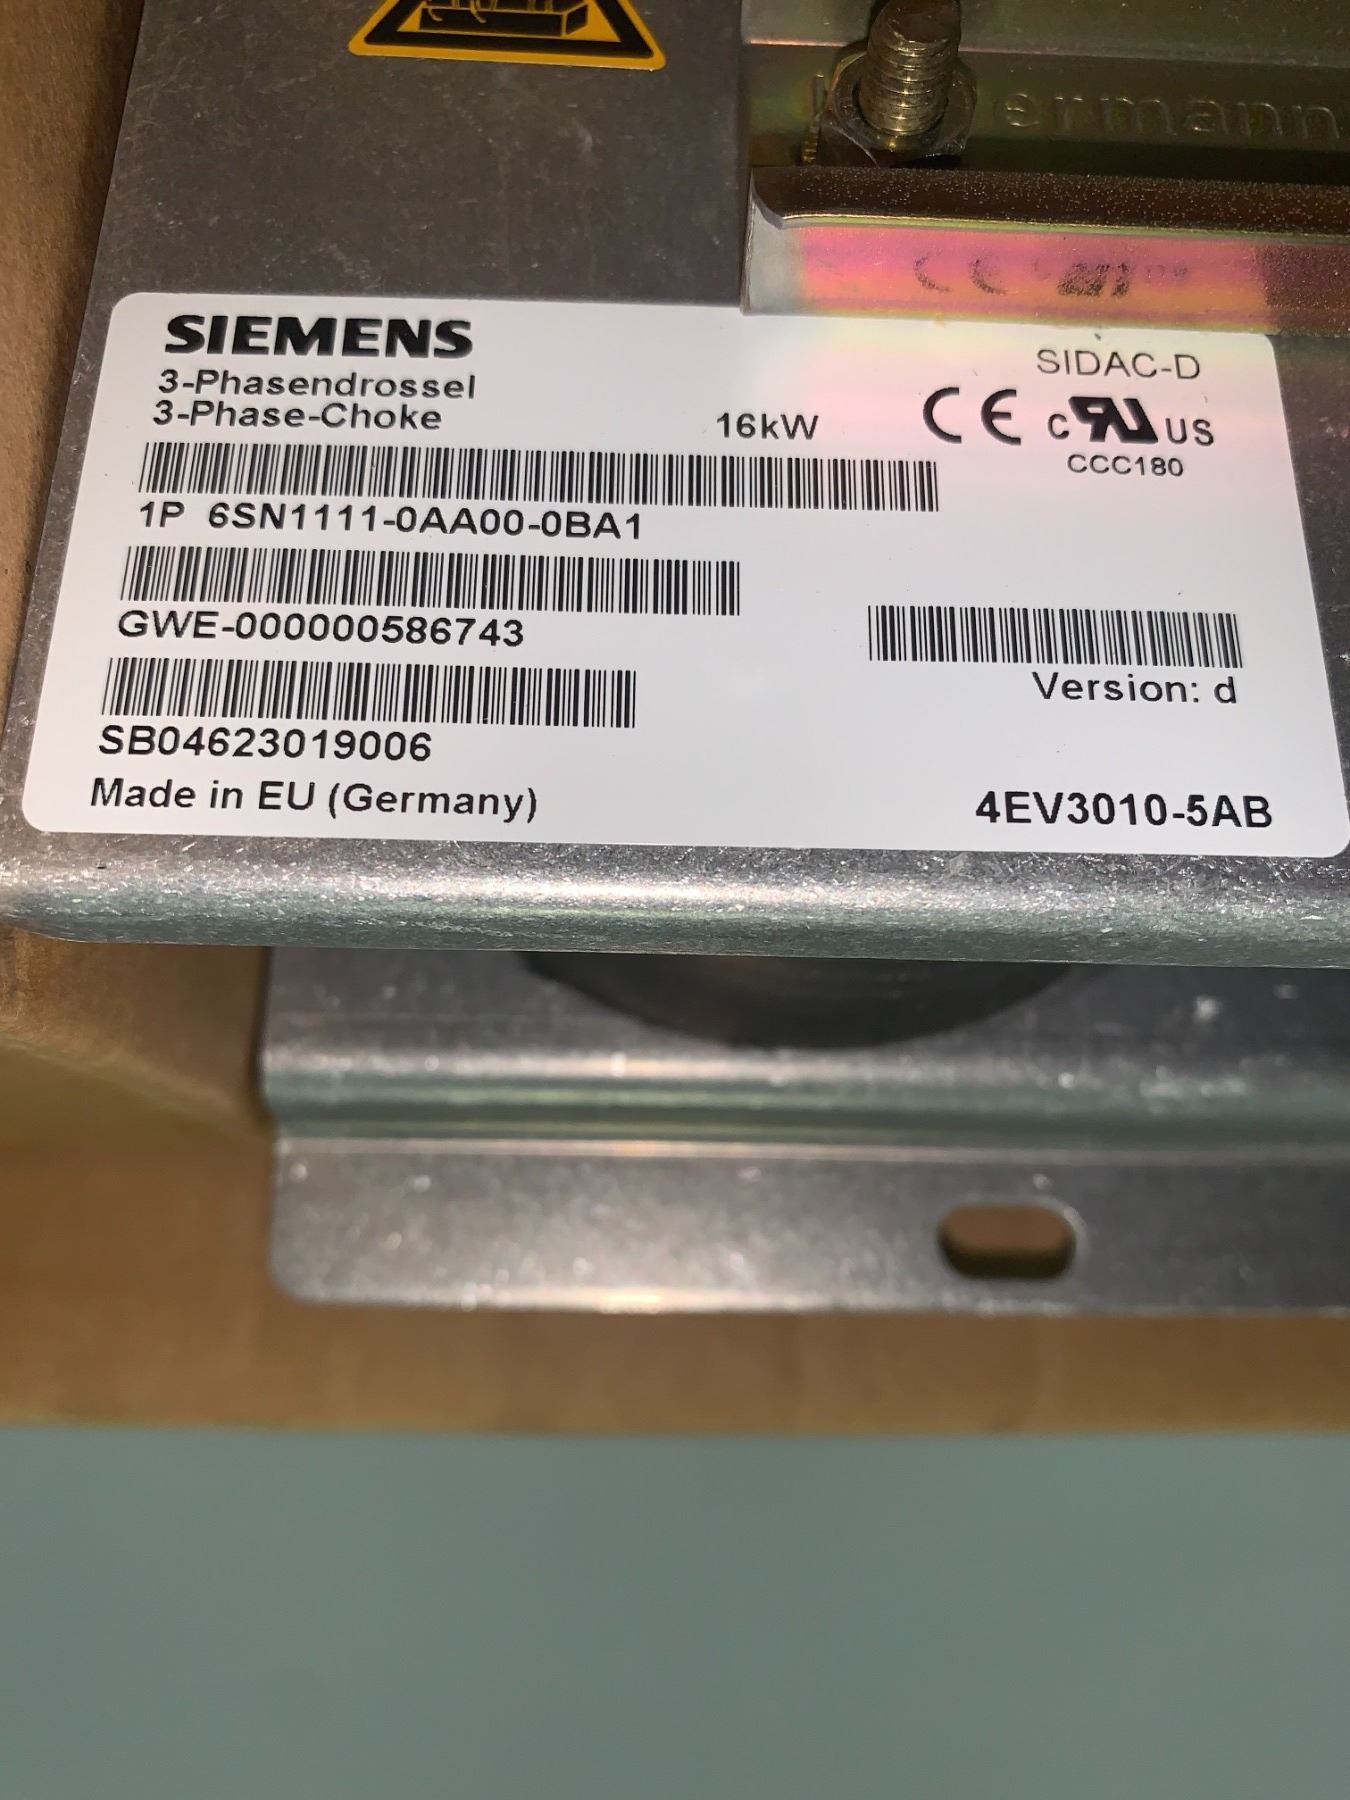 SIEMENS
SIDAC-D
3-Phasendrossel
3-Phase-Choke
16kW
CE c UR US
CCC180
1P 6SN1111-0AA00-0BA1
GWE-000000586743
Version: d
SB04623019006
Made in EU (Germany)
4EV3010-5AB